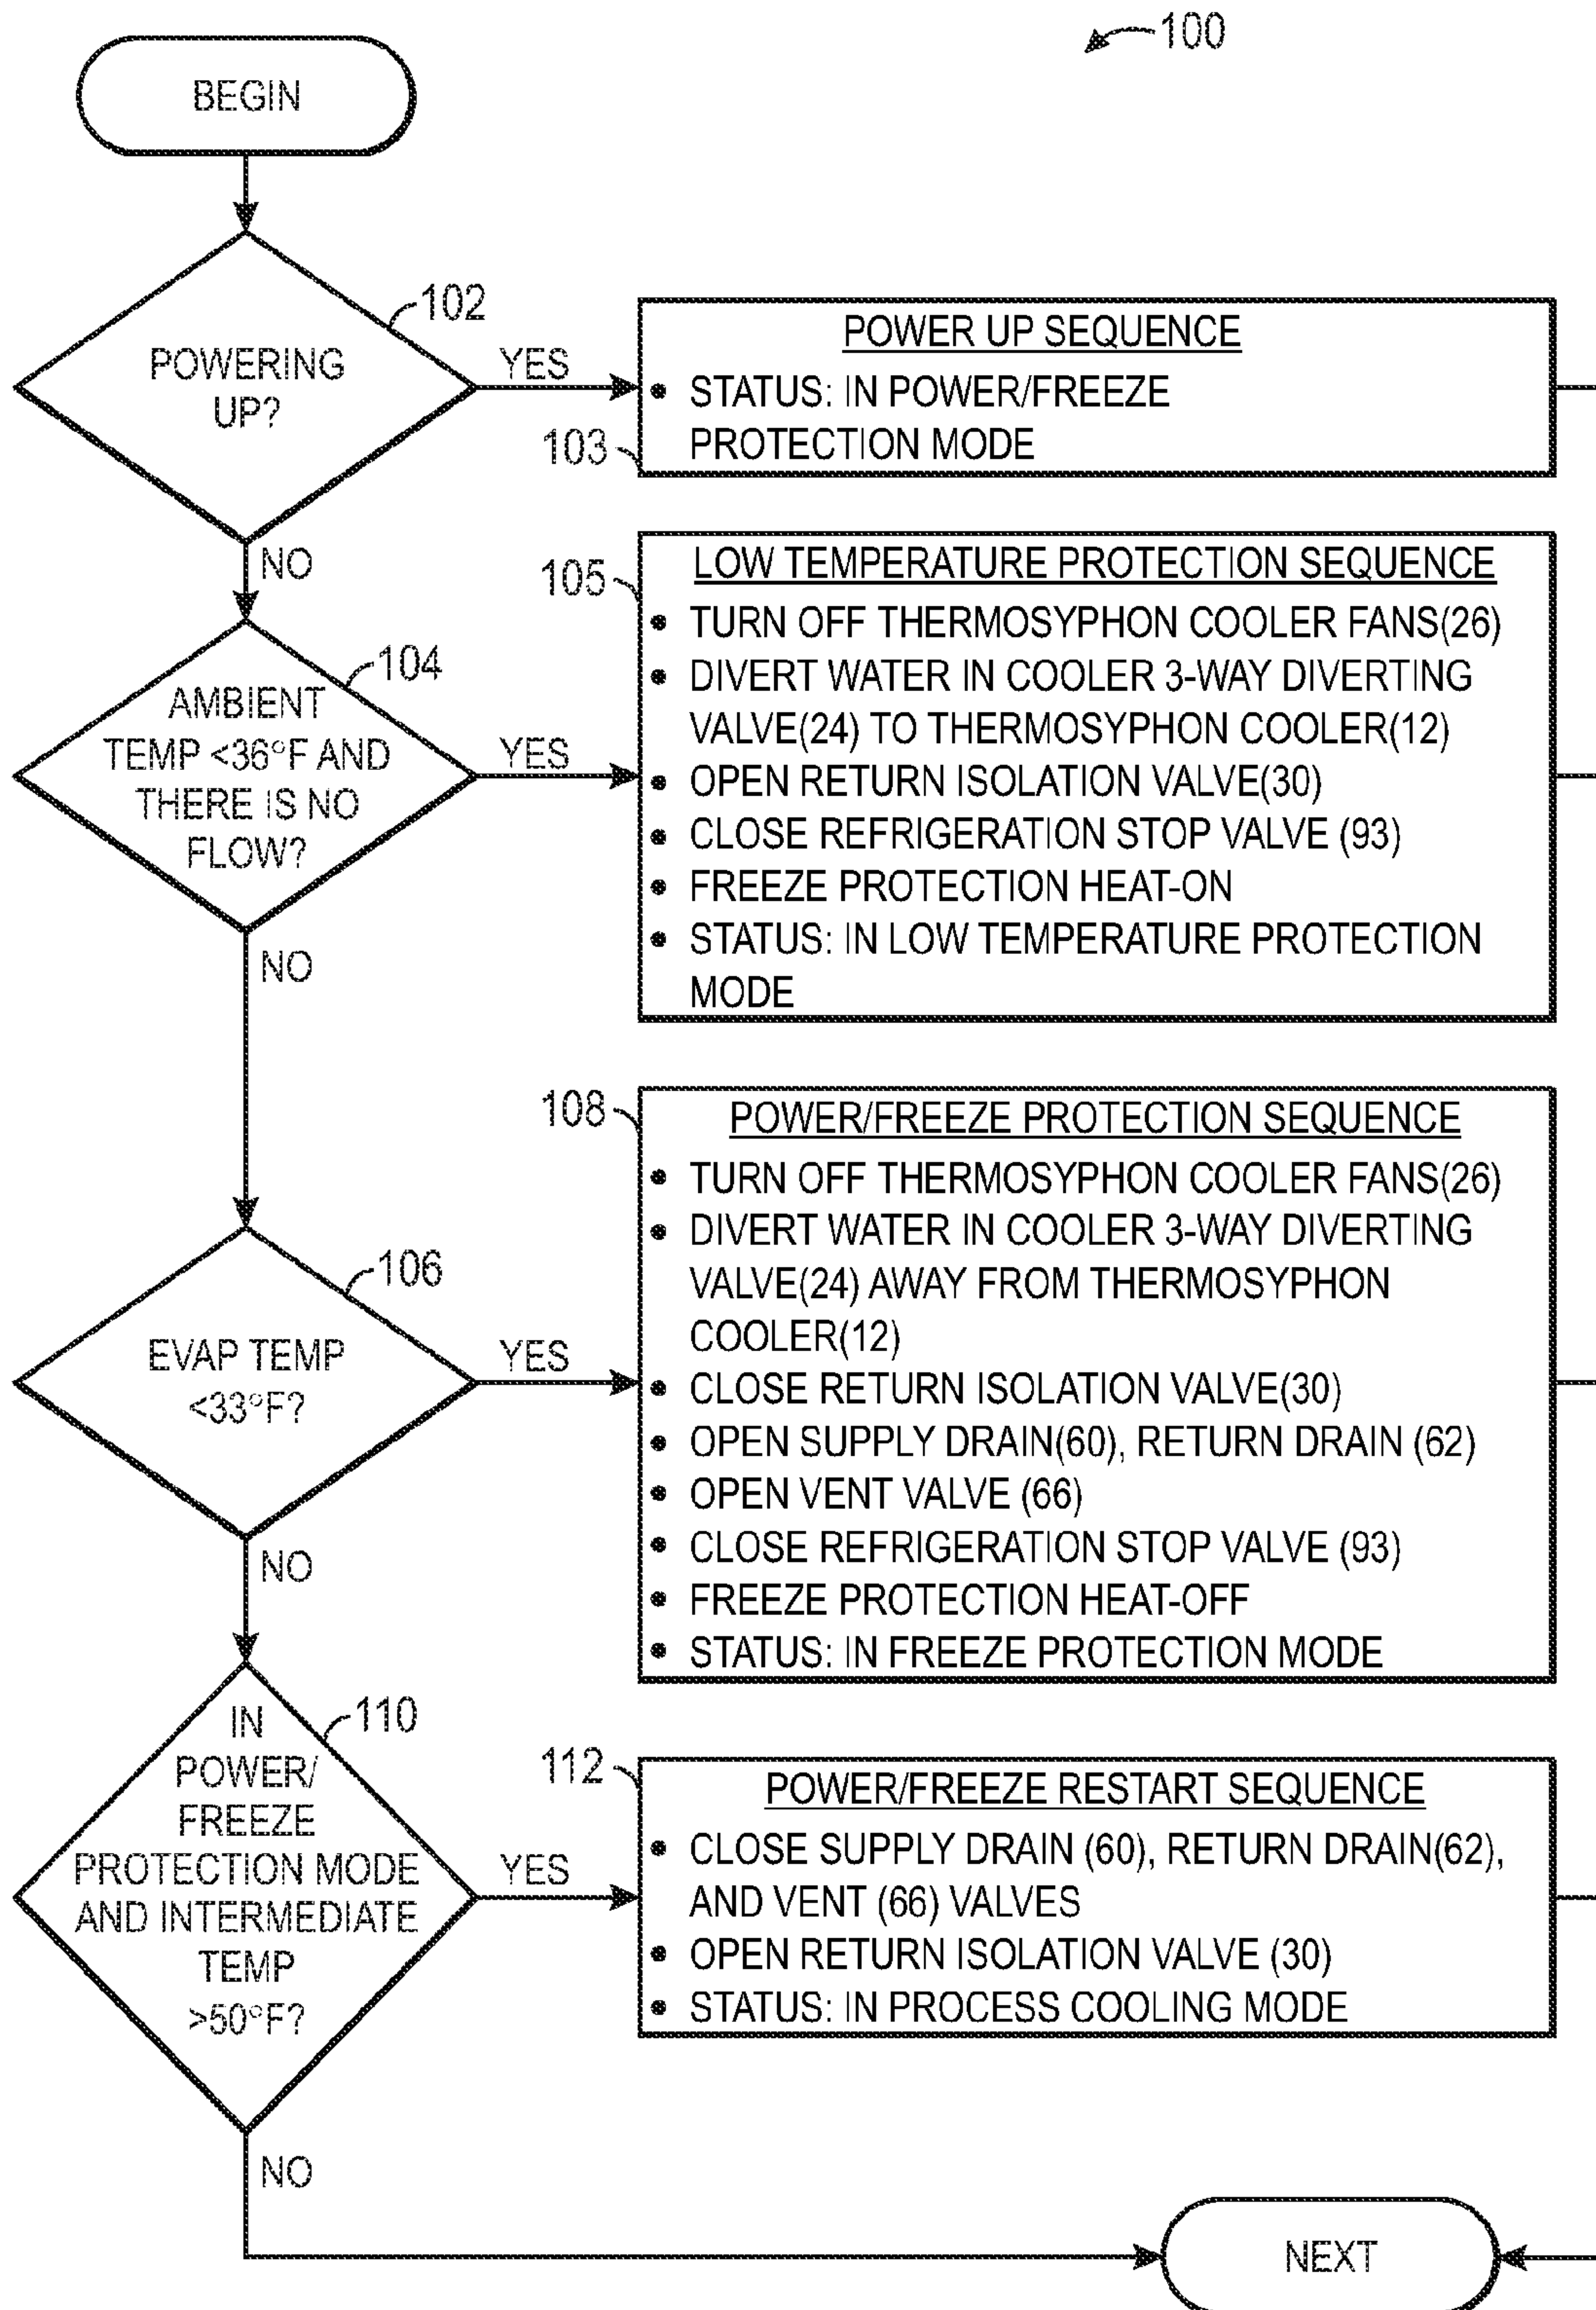 100
BEGIN
102
POWERING
UP?
YES
NO
POWER UP SEQUENCE
• STATUS: IN POWER/FREEZE
PROTECTION MODE
103
104
AMBIENT
TEMP <36°F AND
THERE IS NO
FLOW?
YES
NO
105
LOW TEMPERATURE PROTECTION SEQUENCE
• TURN OFF THERMOSYPHON COOLER FANS(26)
• DIVERT WATER IN COOLER 3-WAY DIVERTING
VALVE(24) TO THERMOSYPHON COOLER(12)
• OPEN RETURN ISOLATION VALVE(30)
• CLOSE REFRIGERATION STOP VALVE (93)
• FREEZE PROTECTION HEAT-ON
• STATUS: IN LOW TEMPERATURE PROTECTION
MODE
106
EVAP TEMP
<33°F?
YES
NO
108
POWER/FREEZE PROTECTION SEQUENCE
• TURN OFF THERMOSYPHON COOLER FANS(26)
• DIVERT WATER IN COOLER 3-WAY DIVERTING
VALVE(24) AWAY FROM THERMOSYPHON
COOLER(12)
• CLOSE RETURN ISOLATION VALVE(30)
• OPEN SUPPLY DRAIN(60), RETURN DRAIN (62)
• OPEN VENT VALVE (66)
• CLOSE REFRIGERATION STOP VALVE (93)
• FREEZE PROTECTION HEAT-OFF
• STATUS: IN FREEZE PROTECTION MODE
110
IN
POWER/
FREEZE
PROTECTION MODE
AND INTERMEDIATE
TEMP
>50°F?
YES
NO
112
POWER/FREEZE RESTART SEQUENCE
• CLOSE SUPPLY DRAIN (60), RETURN DRAIN(62),
AND VENT (66) VALVES
• OPEN RETURN ISOLATION VALVE (30)
• STATUS: IN PROCESS COOLING MODE
NEXT